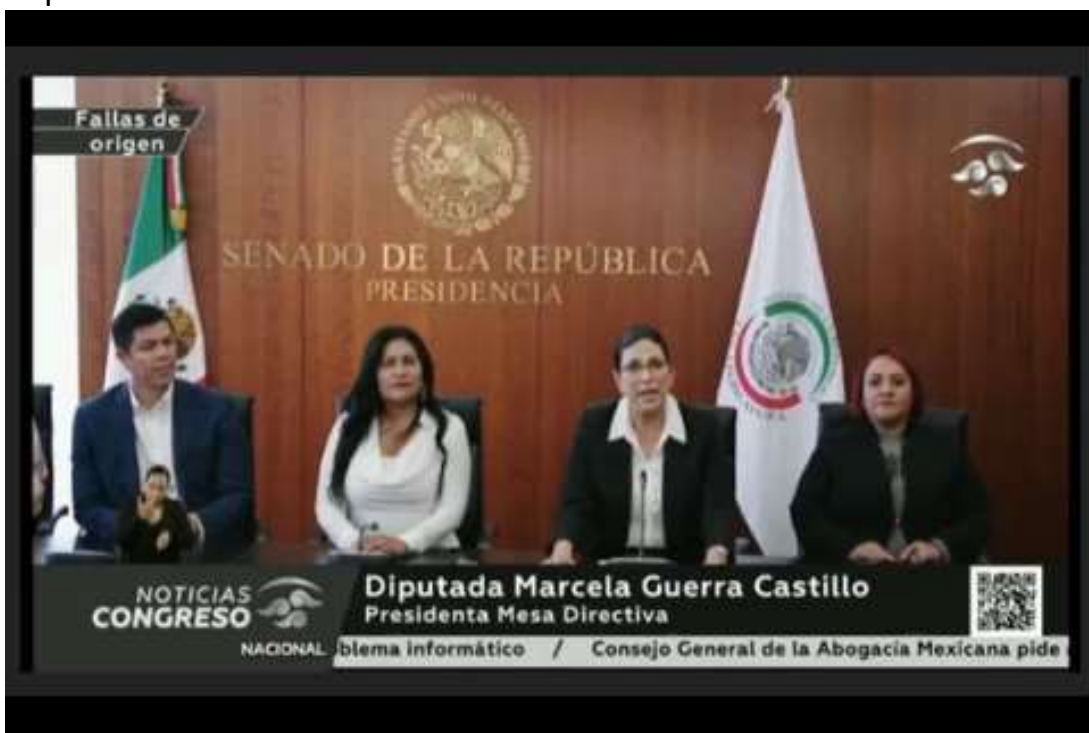 Fallas de
origen
SENADO DE LA REPÚBLICA
PRESIDENCIA
NOTICIAS
CONGRESO
Diputada Marcela Guerra Castillo
Presidenta Mesa Directiva
NACIONAL
blema informático / Consejo General de la Abogacía Mexicana pide